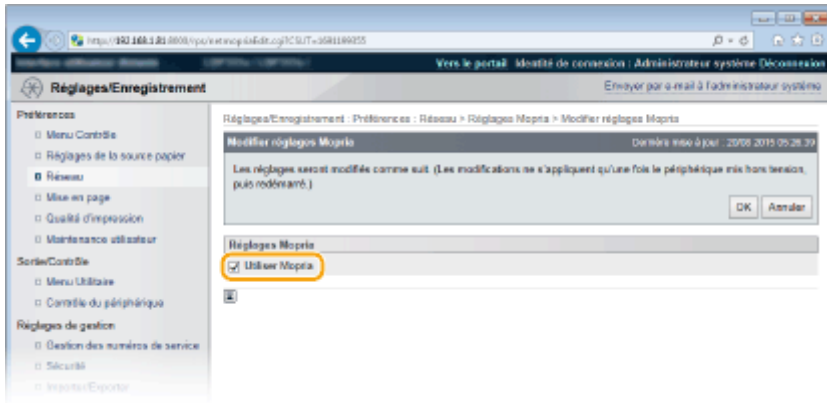 Vers le portail Identité de connexion : Administrateur système Déconnexion
Réglages/Enregistrement
Envoyer par e-mail à l'administrateur système
Préférences
Menu Contrôle
Réglages de la source papier
Réseau
Mise en page
Qualité d'impression
Maintenance utilisateur
Sortie/Contrôle
Menu Utilitaire
Contrôle du périphérique
Réglages de gestion
Gestion des numéros de service
Sécurité
Importer/Exporter
Réglages/Enregistrement : Préférences : Réseau > Réglages Mopria > Modifier réglages Mopria
Modifier réglages Mopria
Dernière mise à jour : 20/08 2015 05:28:39
Les réglages seront modifiés comme suit. (Les modifications ne s'appliquent qu'une fois le périphérique mis hors tension,
puis redémarré.)
OK Annuler
Réglages Mopria
Utiliser Mopria